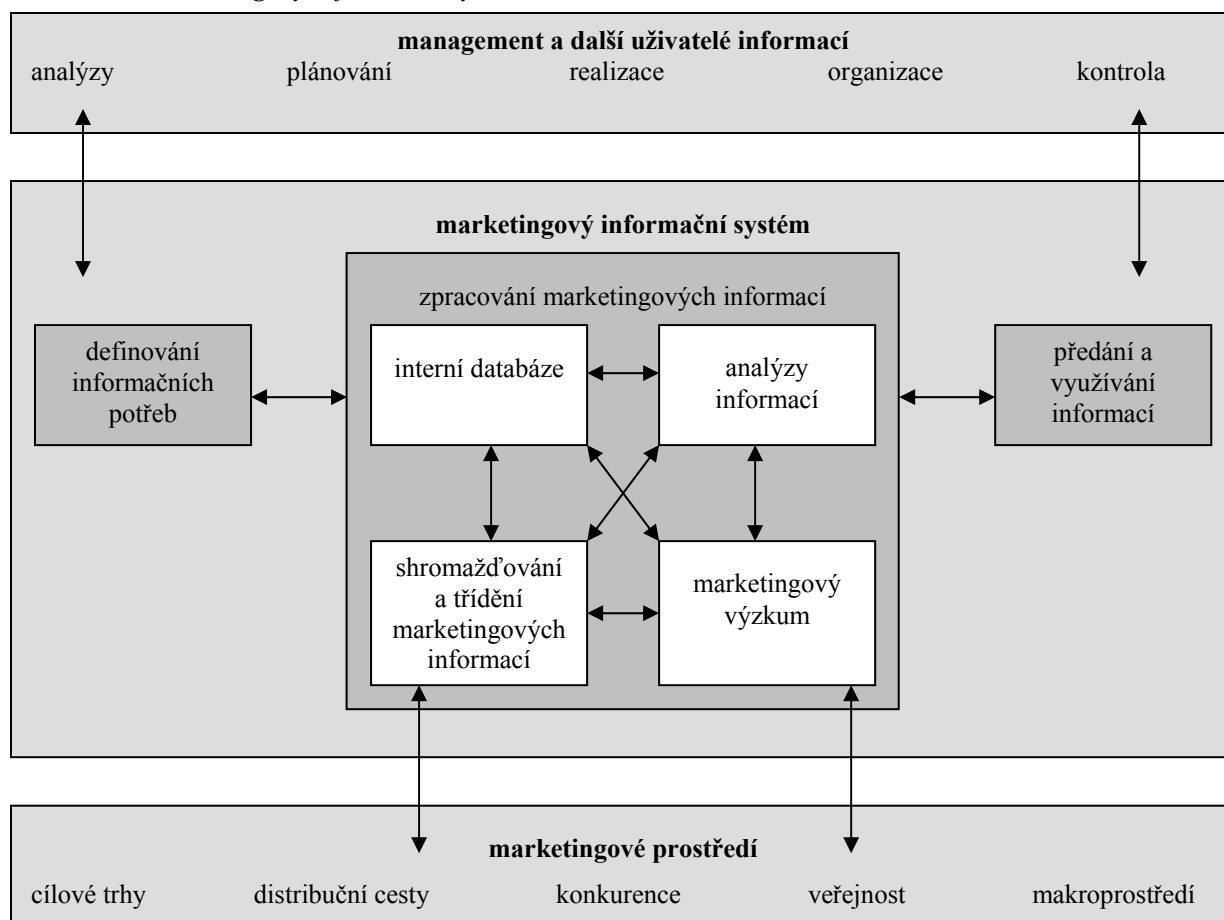 management a další uživatelé informací
analýzy plánování realizace organizace kontrola
marketingový informační systém
zpracování marketingových informací
definování
informačních
potřeb
interní databáze
analýzy
informací
předání a
využívání
informací
shromažďování
a třídění
marketingových
informací
marketingový
výzkum
marketingové prostředí
cílové trhy distribuční cesty konkurence veřejnost makroprostředí